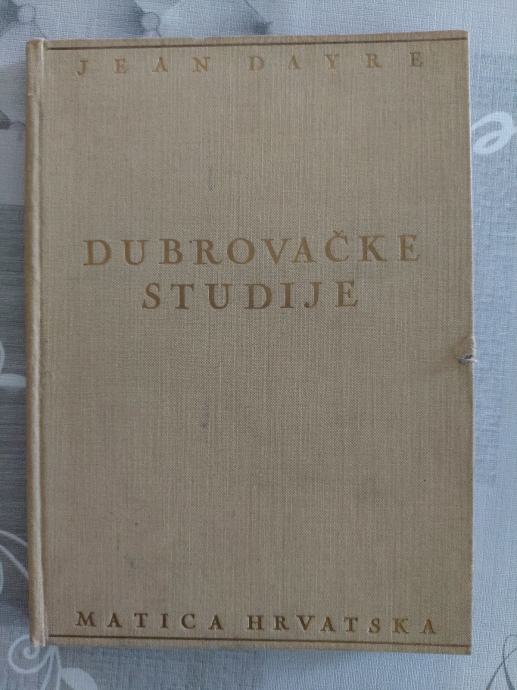 JEAN DAYRE
DUBROVAČKE
STUDIJE
MATICA HRVATSKA